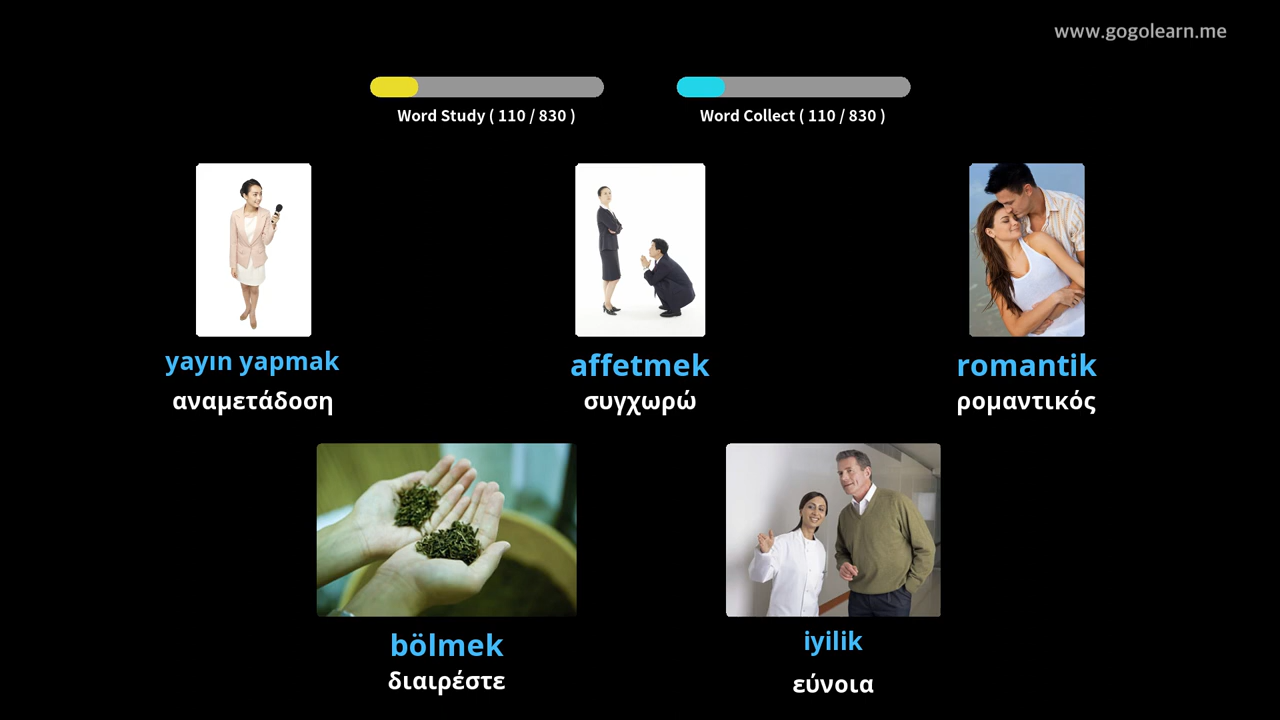 www.gogolearn.me
Word Study ( 110 / 830 )
Word Collect ( 110 / 830 )
yayın yapmak
αναμετάδοση
affetmek
συγχωρώ
romantik
ρομαντικός
bölmek
διαιρέστε
iyilik
εύνοια